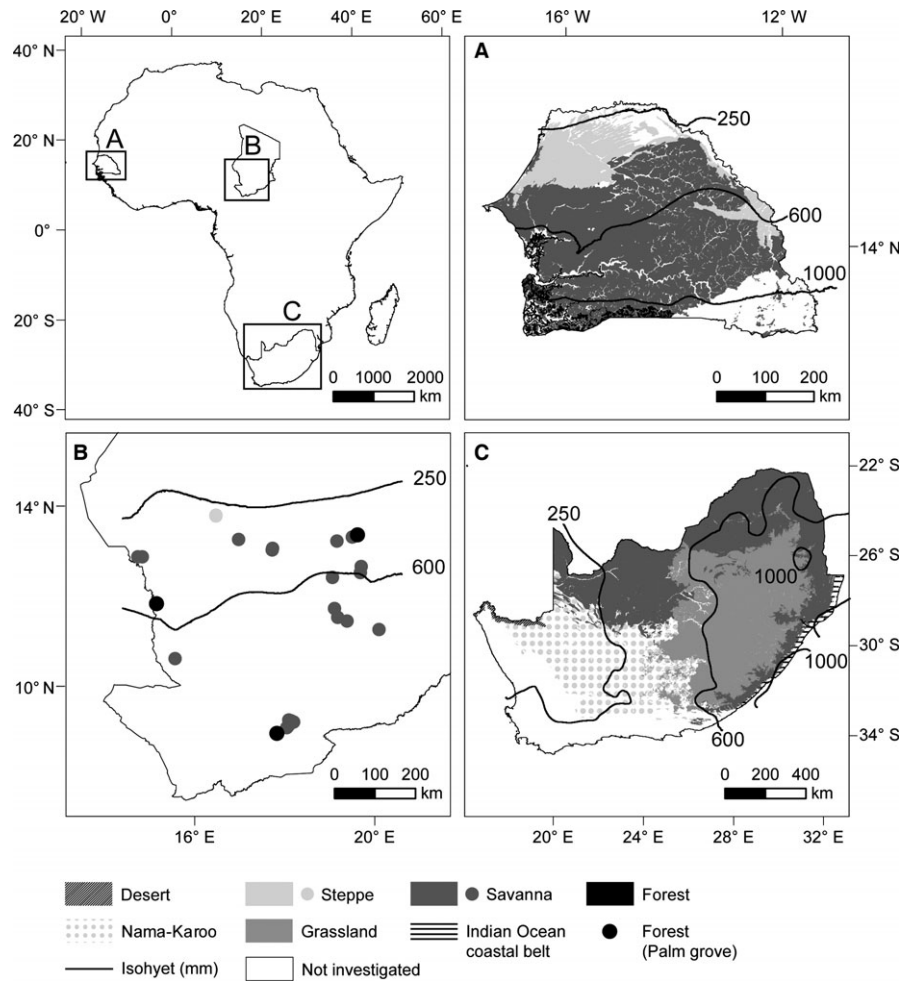 20° W 0° 20° E 40° E 60° E
16° W 12° W
40° N
20° N
0°
20° S
40° S
A
B
C
0 1000 2000
km
A
250
600
14° N
1000
0 100 200
km
B
250
14° N
600
10° N
0 100 200
km
16° E 20° E
C
22° S
250
26° S
1000
30° S
1000
600
34° S
0 200 400
km
20° E 24° E 28° E 32° E
Desert Steppe Savanna Forest
Nama-Karoo Grassland Indian Ocean Forest
coastal belt (Palm grove)
Isohyet (mm) Not investigated